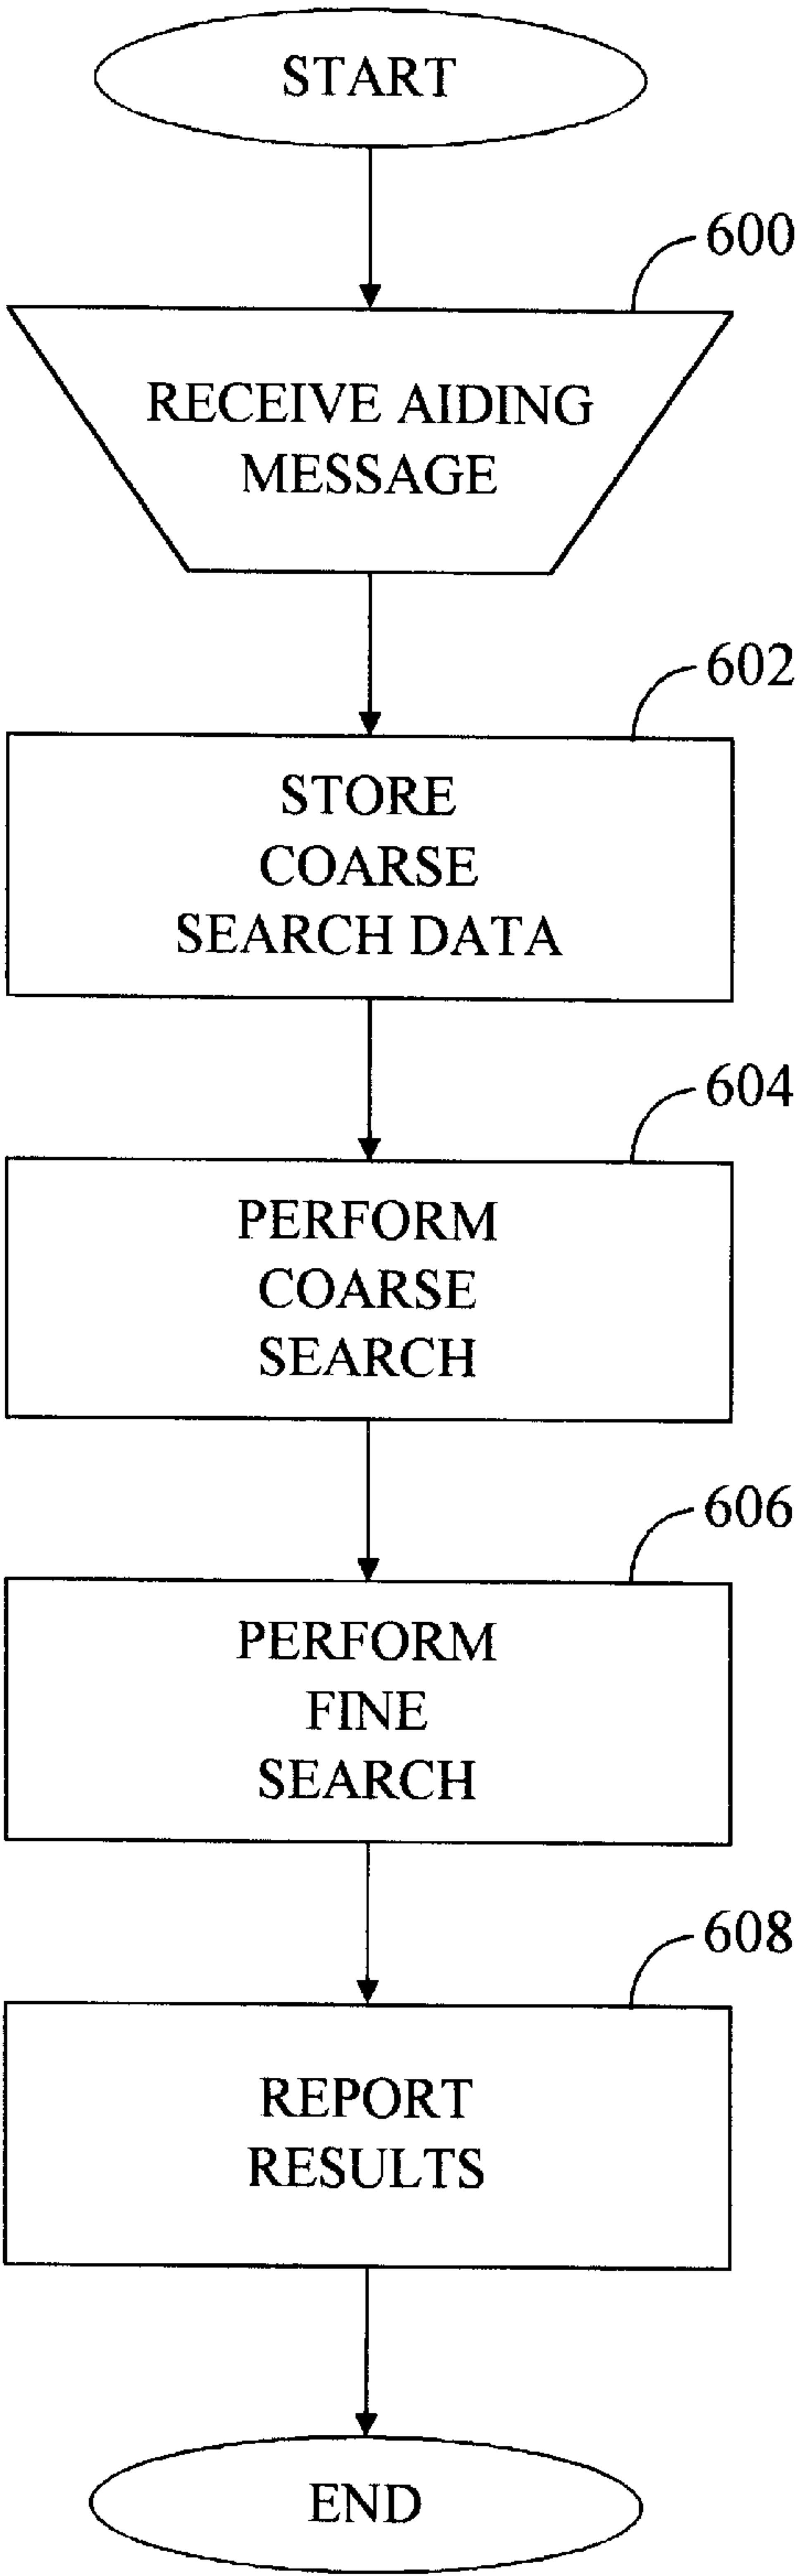 START
600
RECEIVE AIDING
MESSAGE
602
STORE
COARSE
SEARCH DATA
604
PERFORM
COARSE
SEARCH
606
PERFORM
FINE
SEARCH
608
REPORT
RESULTS
END